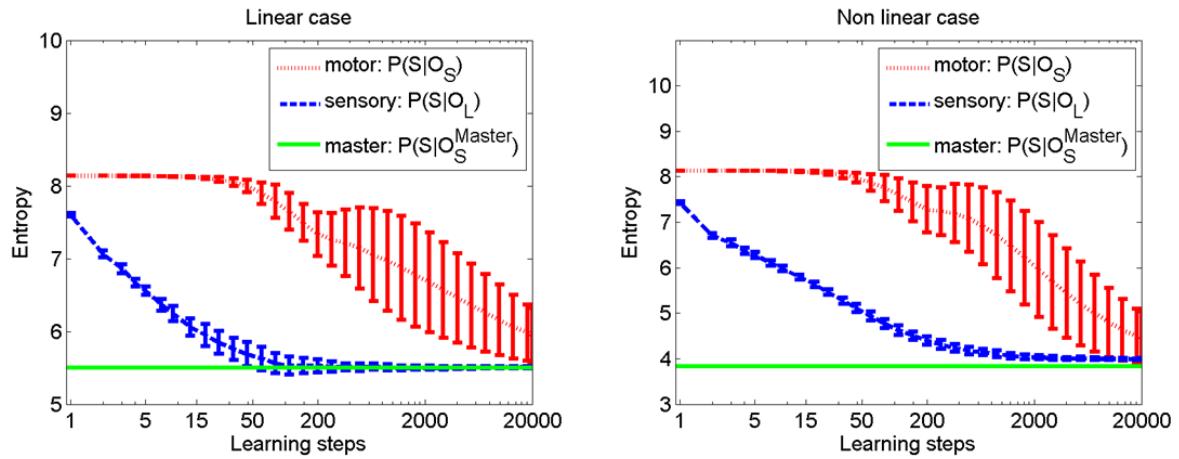 Linear case
Entropy
10
9
8
7
6
5
motor: P(S|O_S)
sensory: P(S|O_L)
master: P(S|O_S^Master)
1 5 15 50 200 2000 20000
Learning steps
Non linear case
Entropy
10
9
8
7
6
5
4
3
motor: P(S|O_S)
sensory: P(S|O_L)
master: P(S|O_S^Master)
1 5 15 50 200 2000 20000
Learning steps